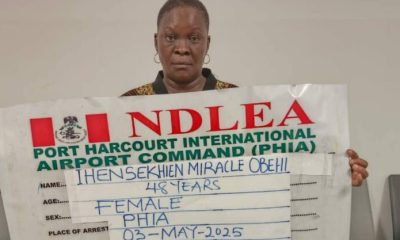 NDLEA
PORT HARCOURT INTERNATIONAL
AIRPORT COMMAND (PHIA)
NAME... IHENSEKHIEN MIRACLE OBEHI
AGE: 48 YEARS
SEX: FEMALE
PLACE OF ARREST PHIA
03-MAY-2025